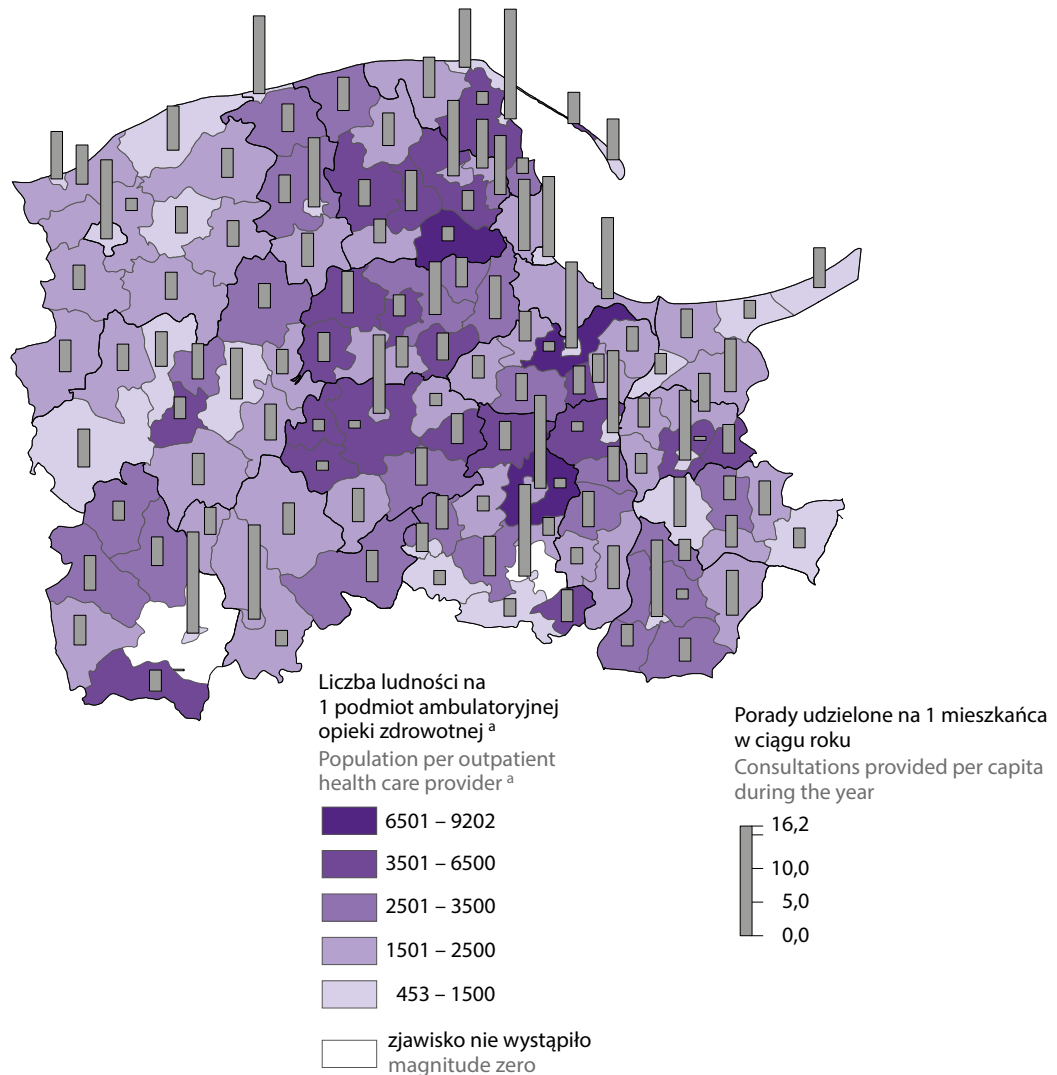 Liczba ludności na
1 podmiot ambulatoryjnej
opieki zdrowotnej ᵃ
Population per outpatient
health care provider ᵃ
6501 – 9202
3501 – 6500
2501 – 3500
1501 – 2500
453 – 1500
zjawisko nie wystąpiło
magnitude zero
Porady udzielone na 1 mieszkańca
w ciągu roku
Consultations provided per capita
during the year
16,2
10,0
5,0
0,0